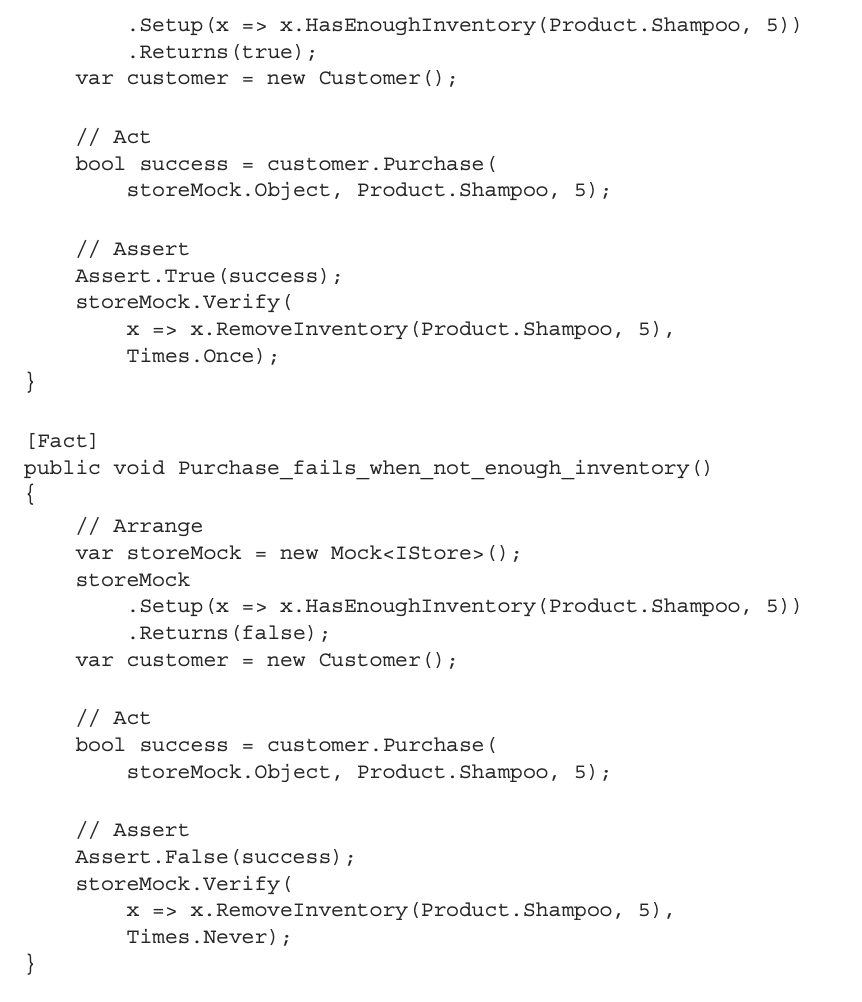 .Setup(x => x.HasEnoughInventory(Product.Shampoo, 5))
        .Returns(true);
    var customer = new Customer();

    // Act
    bool success = customer.Purchase(
        storeMock.Object, Product.Shampoo, 5);

    // Assert
    Assert.True(success);
    storeMock.Verify(
        x => x.RemoveInventory(Product.Shampoo, 5),
        Times.Once);
}

[Fact]
public void Purchase_fails_when_not_enough_inventory()
{
    // Arrange
    var storeMock = new Mock<IStore>();
    storeMock
        .Setup(x => x.HasEnoughInventory(Product.Shampoo, 5))
        .Returns(false);
    var customer = new Customer();

    // Act
    bool success = customer.Purchase(
        storeMock.Object, Product.Shampoo, 5);

    // Assert
    Assert.False(success);
    storeMock.Verify(
        x => x.RemoveInventory(Product.Shampoo, 5),
        Times.Never);
}